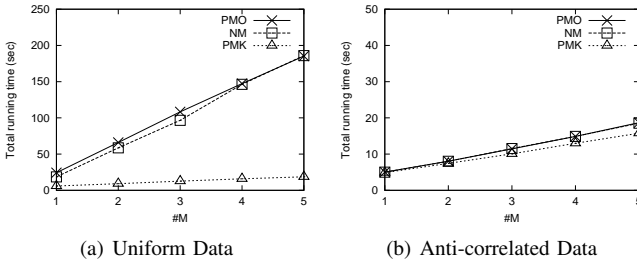 250
200
150
100
50
0
Total running time (sec)
PMO
NM
PMK
1 2 3 4 5
#M
(a) Uniform Data
50
40
30
20
10
0
Total running time (sec)
PMO
NM
PMK
1 2 3 4 5
#M
(b) Anti-correlated Data